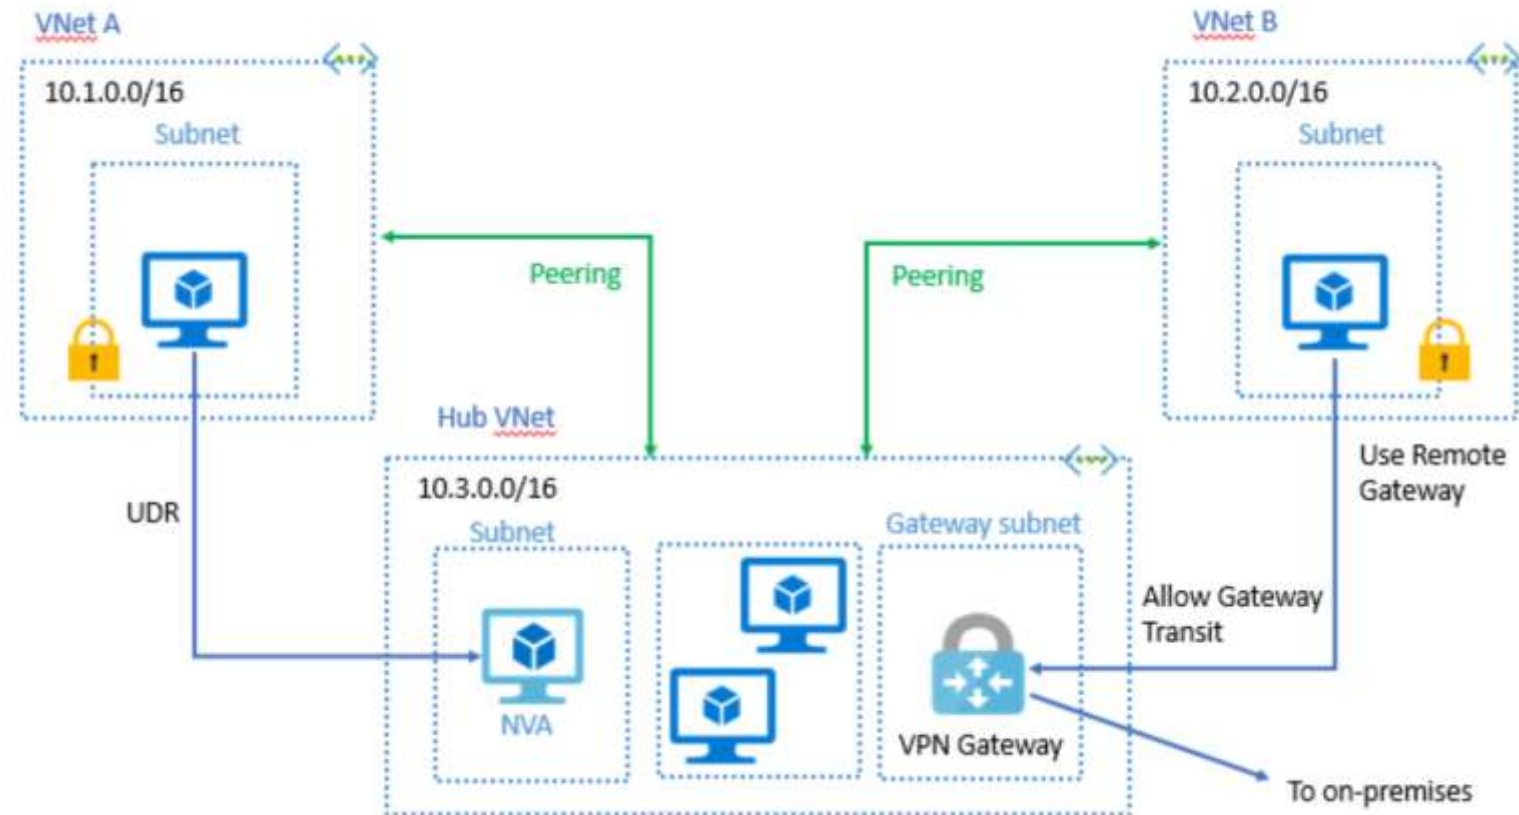 VNet A
VNet B
10.1.0.0/16
Subnet
10.2.0.0/16
Subnet
Peering
Peering
Hub VNet
Use Remote
Gateway
10.3.0.0/16
UDR
Subnet
Gateway subnet
Allow Gateway
Transit
NVA
VPN Gateway
To on-premises